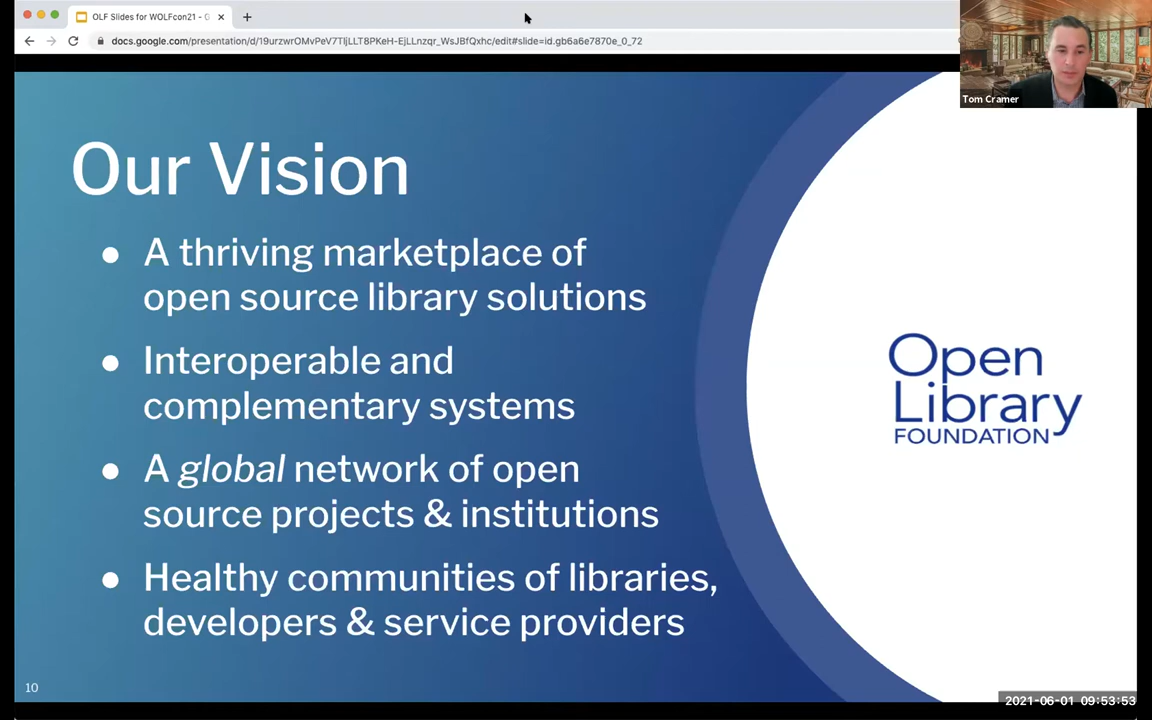 OLF Slides for WOLFcon21 - G
docs.google.com/presentation/d/19urzwrOMvPeV7TljLLT8PKeH-EjLLnzqr_WsJBfQxhc/edit#slide=id.gb6a6e7870e_0_72
Tom Cramer
Our Vision
● A thriving marketplace of
open source library solutions
● Interoperable and
complementary systems
● A global network of open
source projects & institutions
● Healthy communities of libraries,
developers & service providers
Open
Library
FOUNDATION
10
2021-06-01 09:53:53